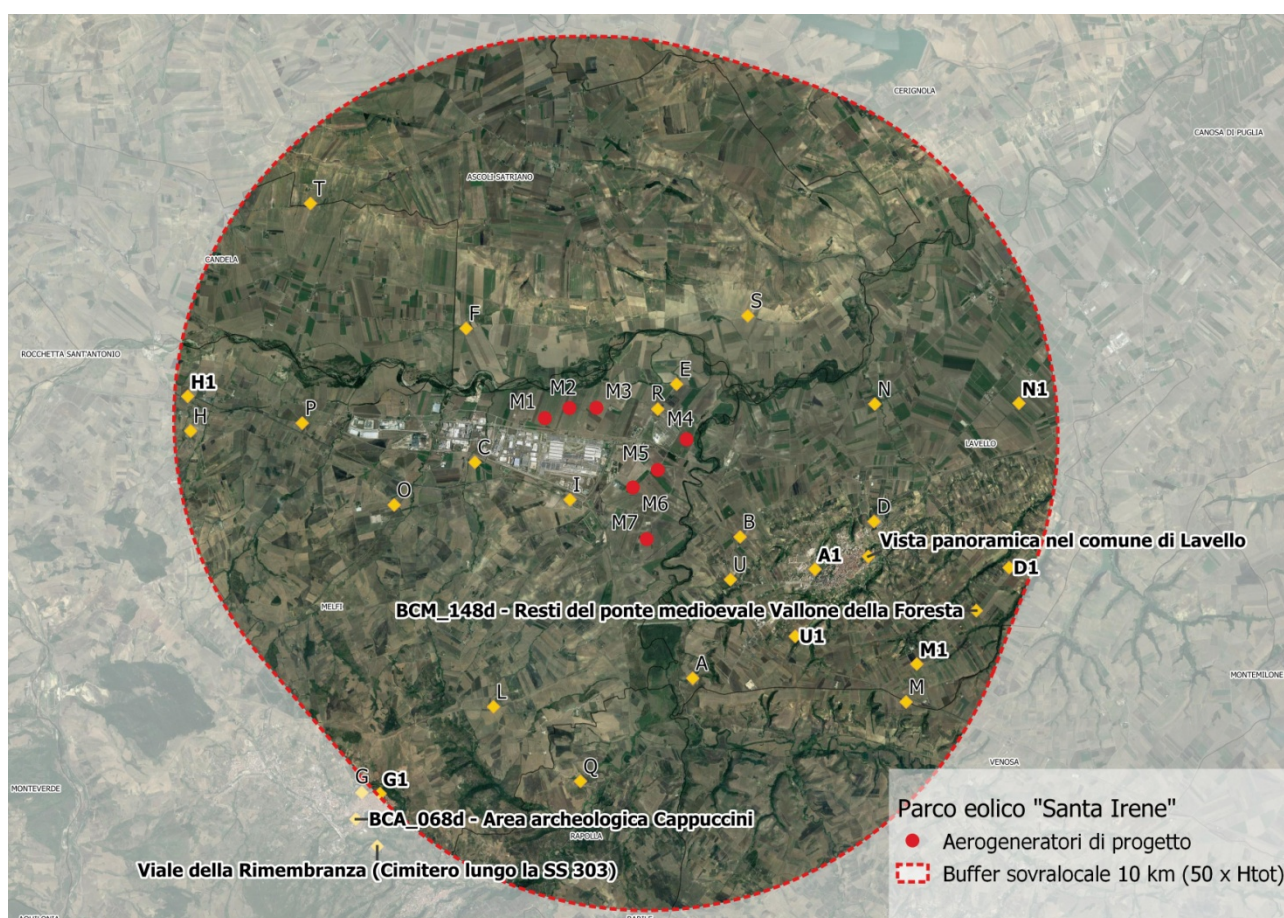 CERIGNOLA
CANOSA DI PUGLIA
ASCOLI SATRIANO
T
CANDELA
S
F
ROCCHETTA SANT'ANTONIO
E
H1
M2
M3
R
N
N1
M1
H
P
M4
LAVELLO
C
M5
I
O
M6
D
B
M7
Vista panoramica nel comune di Lavello
A1
D1
U
MELFI
BCM_148d - Resti del ponte medioevale Vallone della Foresta
U1
M1
A
MONTEMILONE
M
L
VENOSA
Q
G
G1
MONTEVERDE
Parco eolico "Santa Irene"
BCA_068d - Area archeologica Cappuccini
RAPOLLA
Aerogeneratori di progetto
Viale della Rimembranza (Cimitero lungo la SS 303)
Buffer sovralocale 10 km (50 x Htot)
AQUILONIA
BARILE